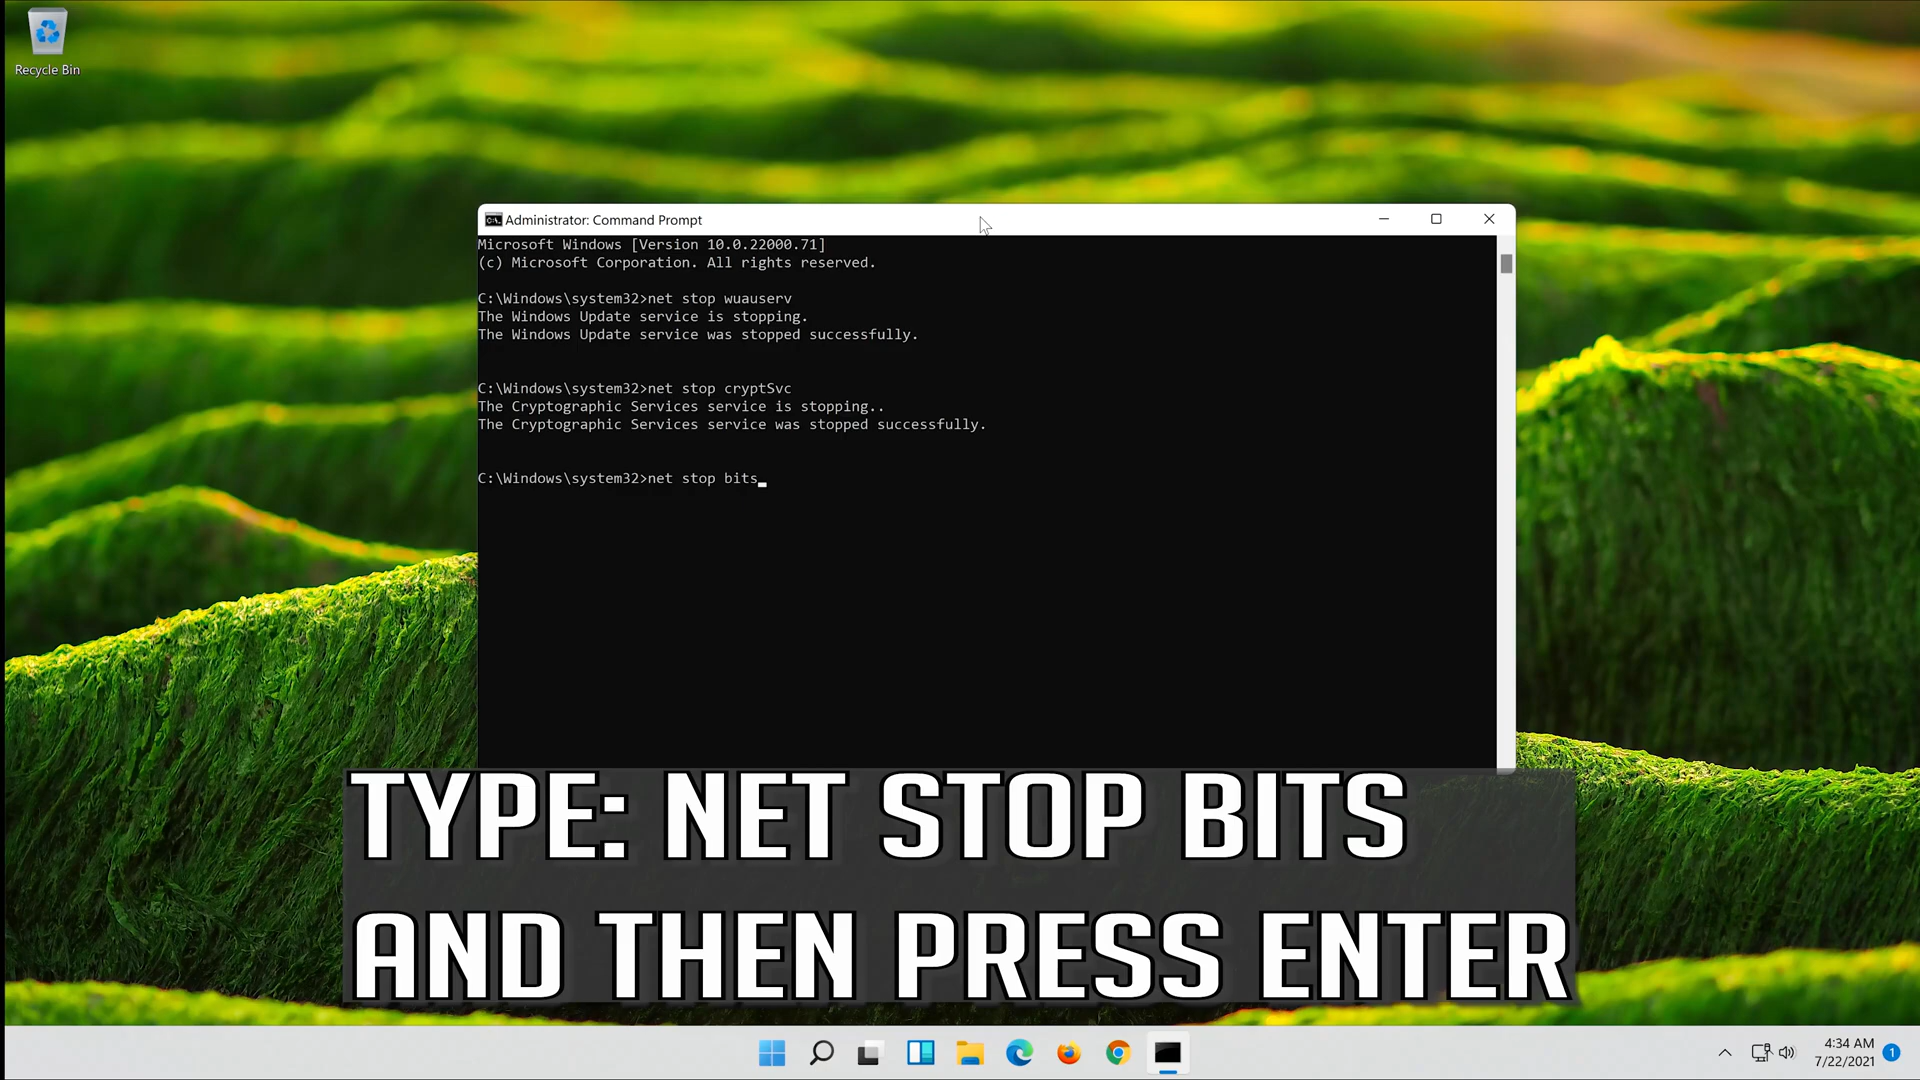 Recycle Bin
Administrator: Command Prompt
Microsoft Windows [Version 10.0.22000.71]
(c) Microsoft Corporation. All rights reserved.
C:\Windows\system32>net stop wuauserv
The Windows Update service is stopping.
The Windows Update service was stopped successfully.
C:\Windows\system32>net stop cryptSvc
The Cryptographic Services service is stopping..
The Cryptographic Services service was stopped successfully.
C:\Windows\system32>net stop bits
TYPE: NET STOP BITS
AND THEN PRESS ENTER
4:34 AM
7/22/2021
1